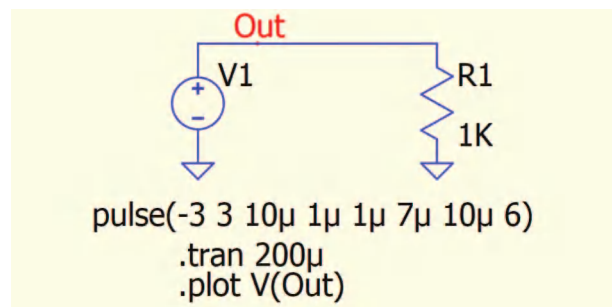 Out
V1
R1
1K
pulse(-3 3 10µ 1µ 1µ 7µ 10µ 6)
.tran 200µ
.plot V(Out)